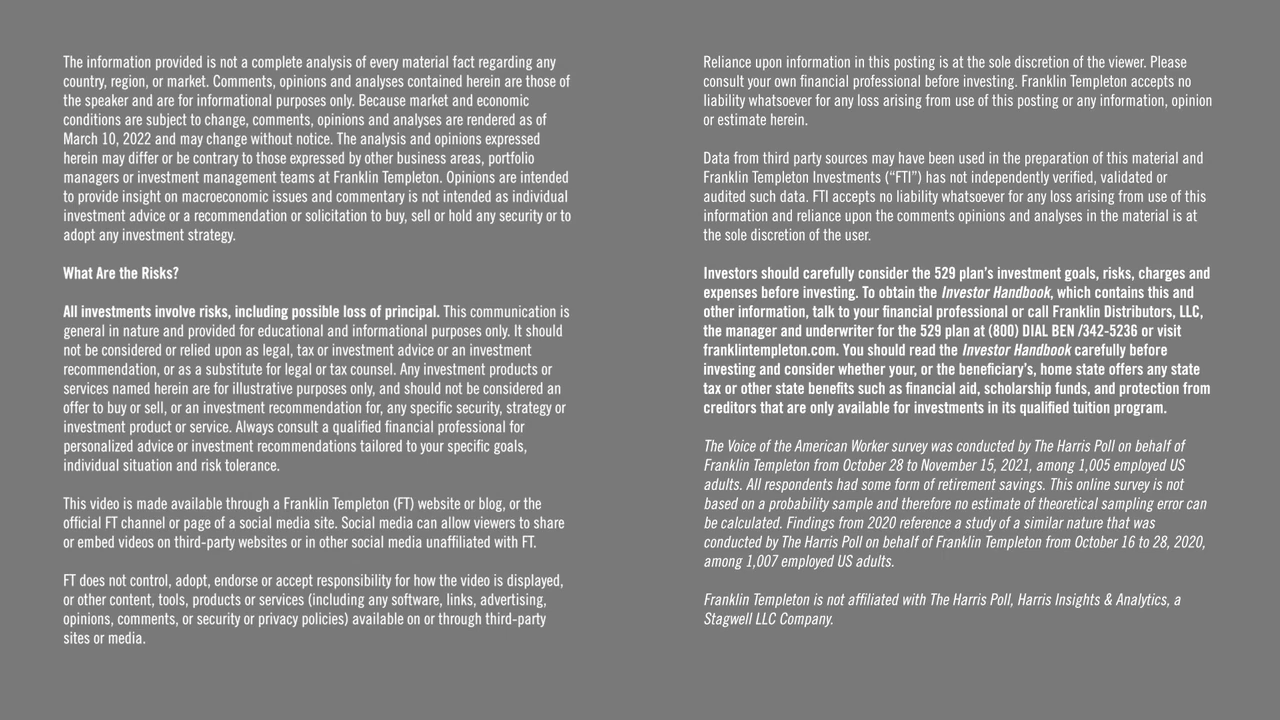 The information provided is not a complete analysis of every material fact regarding any
country, region, or market. Comments, opinions and analyses contained herein are those of
the speaker and are for informational purposes only. Because market and economic
conditions are subject to change, comments, opinions and analyses are rendered as of
March 10, 2022 and may change without notice. The analysis and opinions expressed
herein may differ or be contrary to those expressed by other business areas, portfolio
managers or investment management teams at Franklin Templeton. Opinions are intended
to provide insight on macroeconomic issues and commentary is not intended as individual
investment advice or a recommendation or solicitation to buy, sell or hold any security or to
adopt any investment strategy.
What Are the Risks?
All investments involve risks, including possible loss of principal. This communication is
general in nature and provided for educational and informational purposes only. It should
not be considered or relied upon as legal, tax or investment advice or an investment
recommendation, or as a substitute for legal or tax counsel. Any investment products or
services named herein are for illustrative purposes only, and should not be considered an
offer to buy or sell, or an investment recommendation for, any specific security, strategy or
investment product or service. Always consult a qualified financial professional for
personalized advice or investment recommendations tailored to your specific goals,
individual situation and risk tolerance.
This video is made available through a Franklin Templeton (FT) website or blog, or the
official FT channel or page of a social media site. Social media can allow viewers to share
or embed videos on third-party websites or in other social media unaffiliated with FT.
FT does not control, adopt, endorse or accept responsibility for how the video is displayed,
or other content, tools, products or services (including any software, links, advertising,
opinions, comments, or security or privacy policies) available on or through third-party
sites or media.
Reliance upon information in this posting is at the sole discretion of the viewer. Please
consult your own financial professional before investing. Franklin Templeton accepts no
liability whatsoever for any loss arising from use of this posting or any information, opinion
or estimate herein.
Data from third party sources may have been used in the preparation of this material and
Franklin Templeton Investments (“FTI”) has not independently verified, validated or
audited such data. FTI accepts no liability whatsoever for any loss arising from use of this
information and reliance upon the comments opinions and analyses in the material is at
the sole discretion of the user.
Investors should carefully consider the 529 plan’s investment goals, risks, charges and
expenses before investing. To obtain the Investor Handbook, which contains this and
other information, talk to your financial professional or call Franklin Distributors, LLC,
the manager and underwriter for the 529 plan at (800) DIAL BEN /342-5236 or visit
franklintempleton.com. You should read the Investor Handbook carefully before
investing and consider whether your, or the beneficiary’s, home state offers any state
tax or other state benefits such as financial aid, scholarship funds, and protection from
creditors that are only available for investments in its qualified tuition program.
The Voice of the American Worker survey was conducted by The Harris Poll on behalf of
Franklin Templeton from October 28 to November 15, 2021, among 1,005 employed US
adults. All respondents had some form of retirement savings. This online survey is not
based on a probability sample and therefore no estimate of theoretical sampling error can
be calculated. Findings from 2020 reference a study of a similar nature that was
conducted by The Harris Poll on behalf of Franklin Templeton from October 16 to 28, 2020,
among 1,007 employed US adults.
Franklin Templeton is not affiliated with The Harris Poll, Harris Insights & Analytics, a
Stagwell LLC Company.